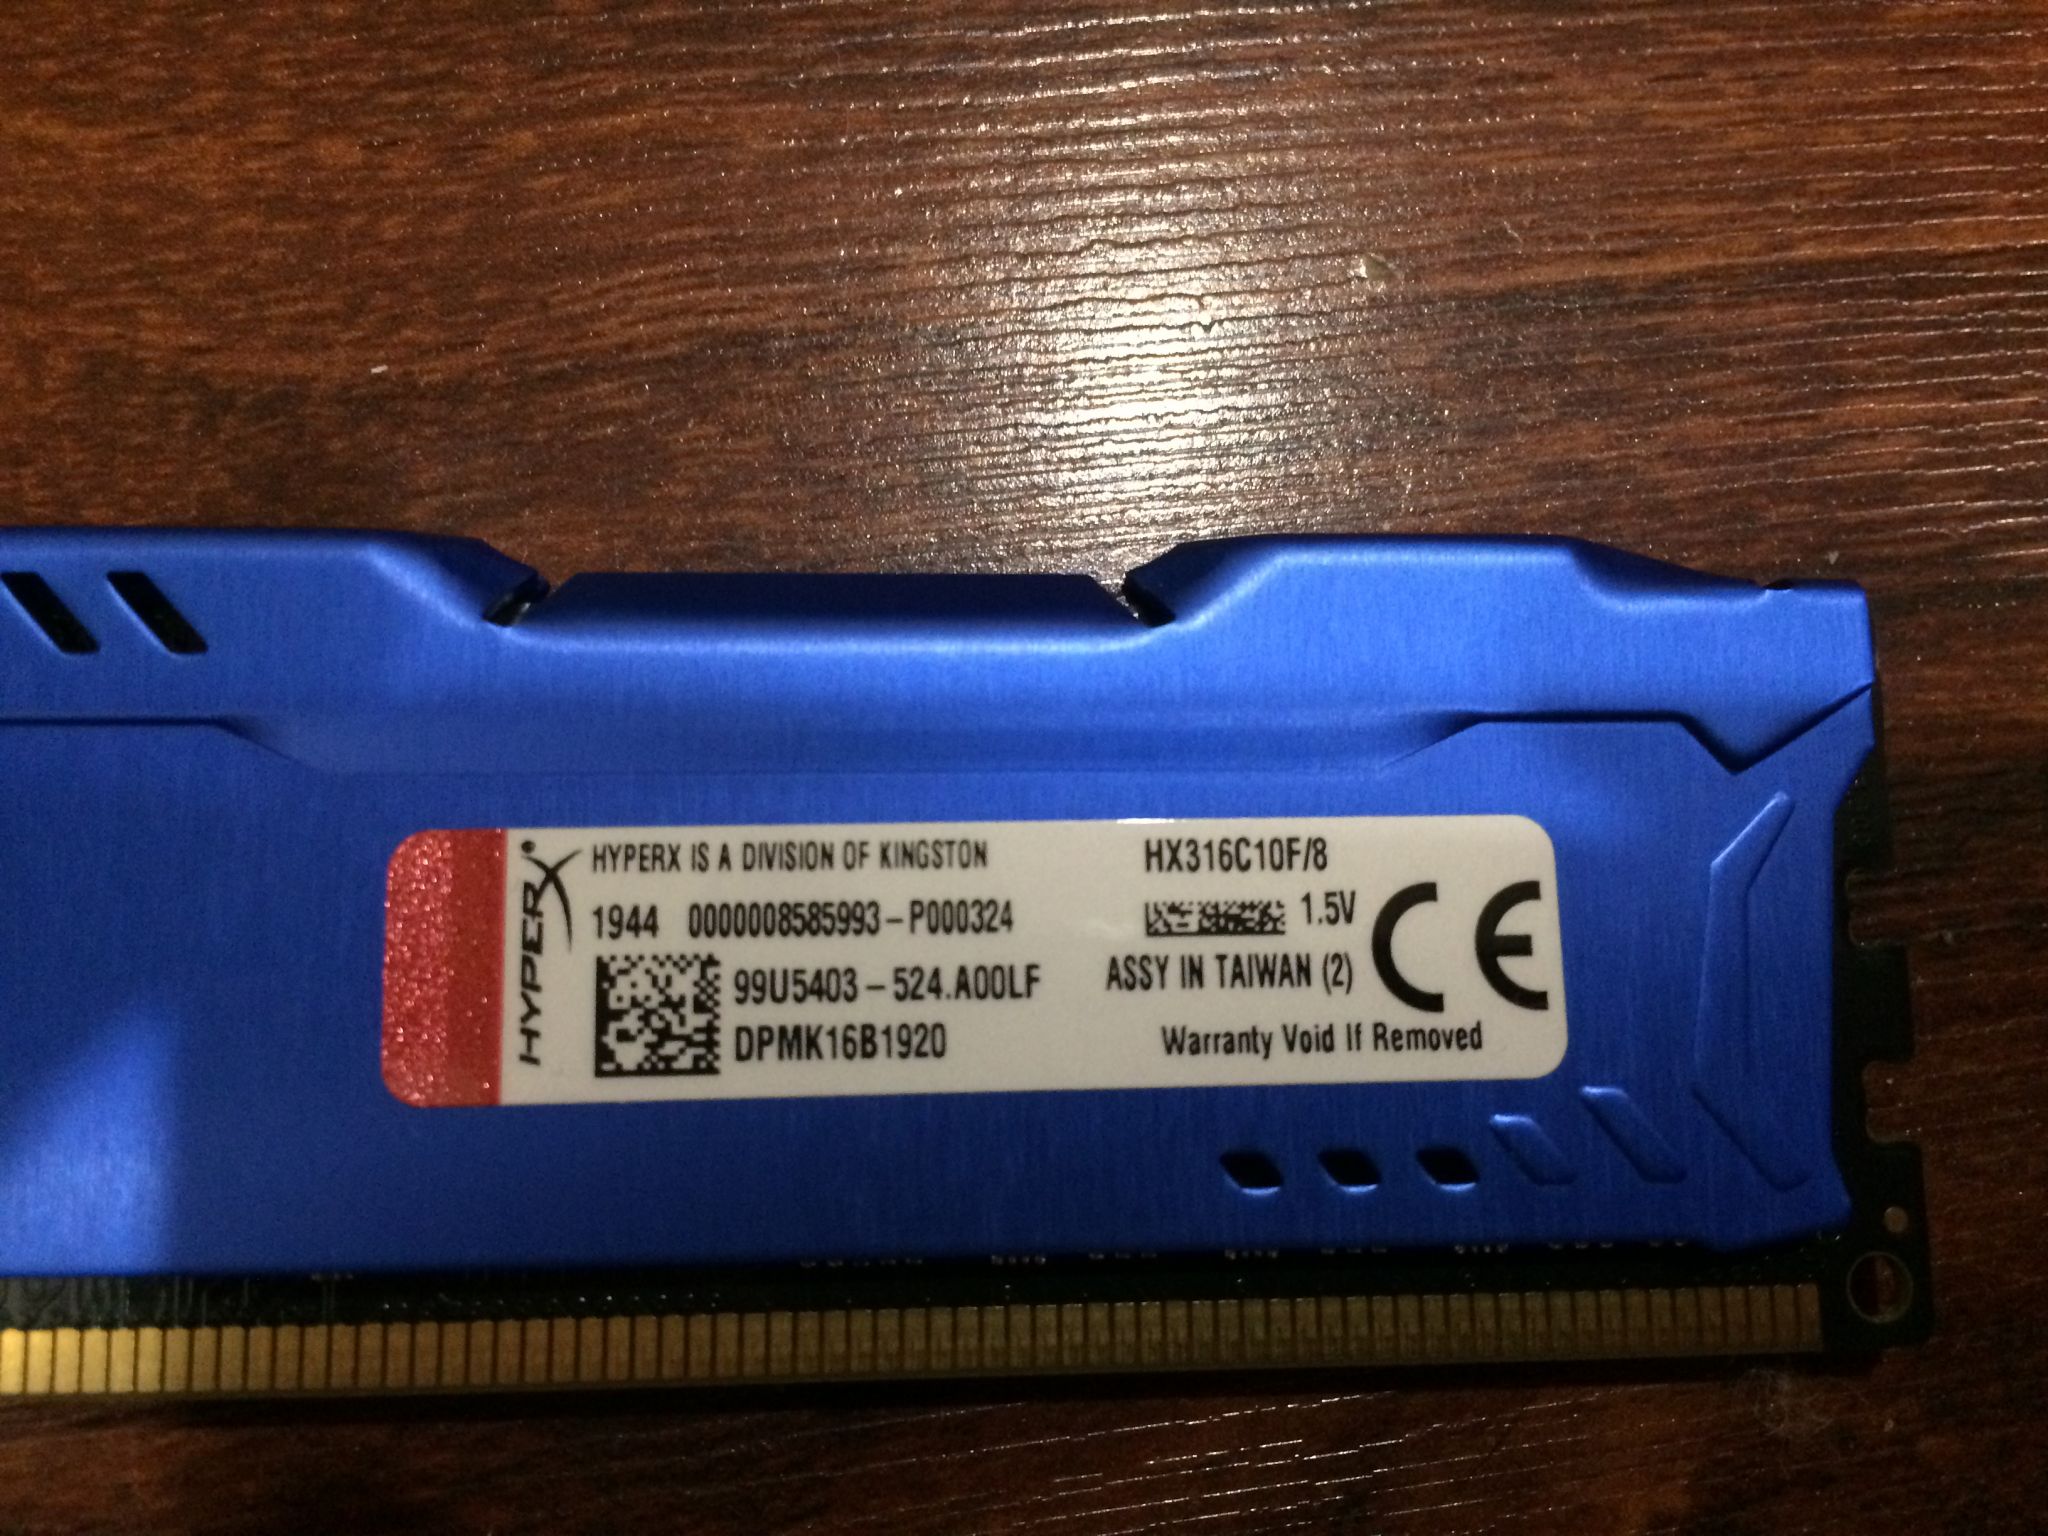 HYPERX®
HYPERX IS A DIVISION OF KINGSTON
1944 0000008585993-P000324
99U5403-524.A00LF
DPMK16B1920
HX316C10F/8
1.5V
ASSY IN TAIWAN (2)
CE
Warranty Void If Removed